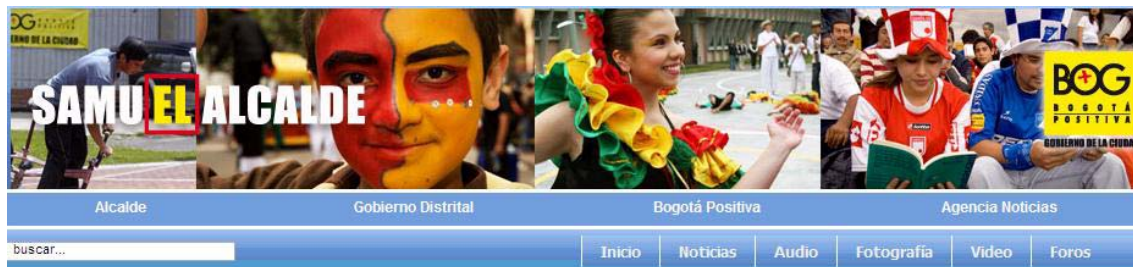 SAMUEL ALCALDE
BOG
BOGOTÁ
POSITIVA
GOBIERNO DE LA CIUDAD
Alcalde
Gobierno Distrital
Bogotá Positiva
Agencia Noticias
buscar...
Inicio
Noticias
Audio
Fotografía
Video
Foros